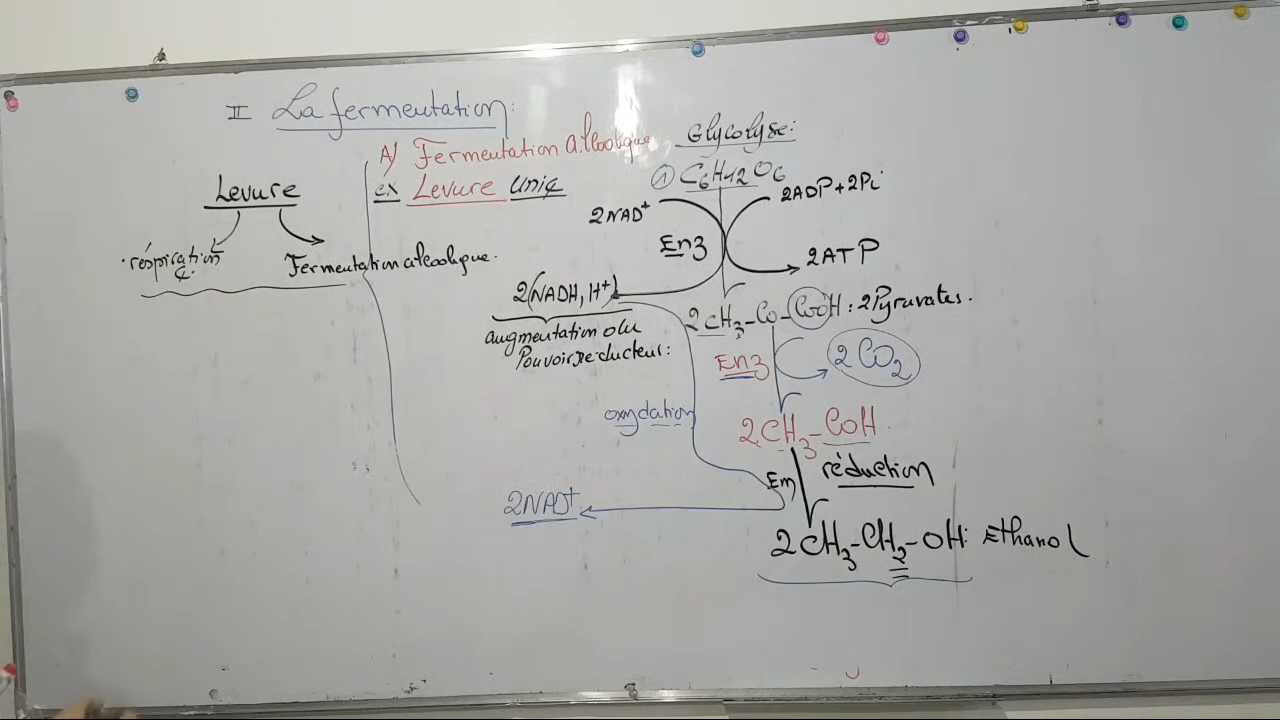 II La fermentation:
A) Fermentation alcoolique
ex Levure Unic
Levure
• réspiration
c.
Fermentation alcoolique.
Glycolyse:
① C6H12O6
2NAD+
2ADP+2Pi
Enz
2ATP
2(NADH, H+)
augmentation du
Pouvoir réducteur:
2CH3-CO-COOH : 2Pyruvates.
Enz
2CO2
oxydation
2CH3-COH
réduction
Em
2NAD+
2CH3-CH2-OH: Ethanol